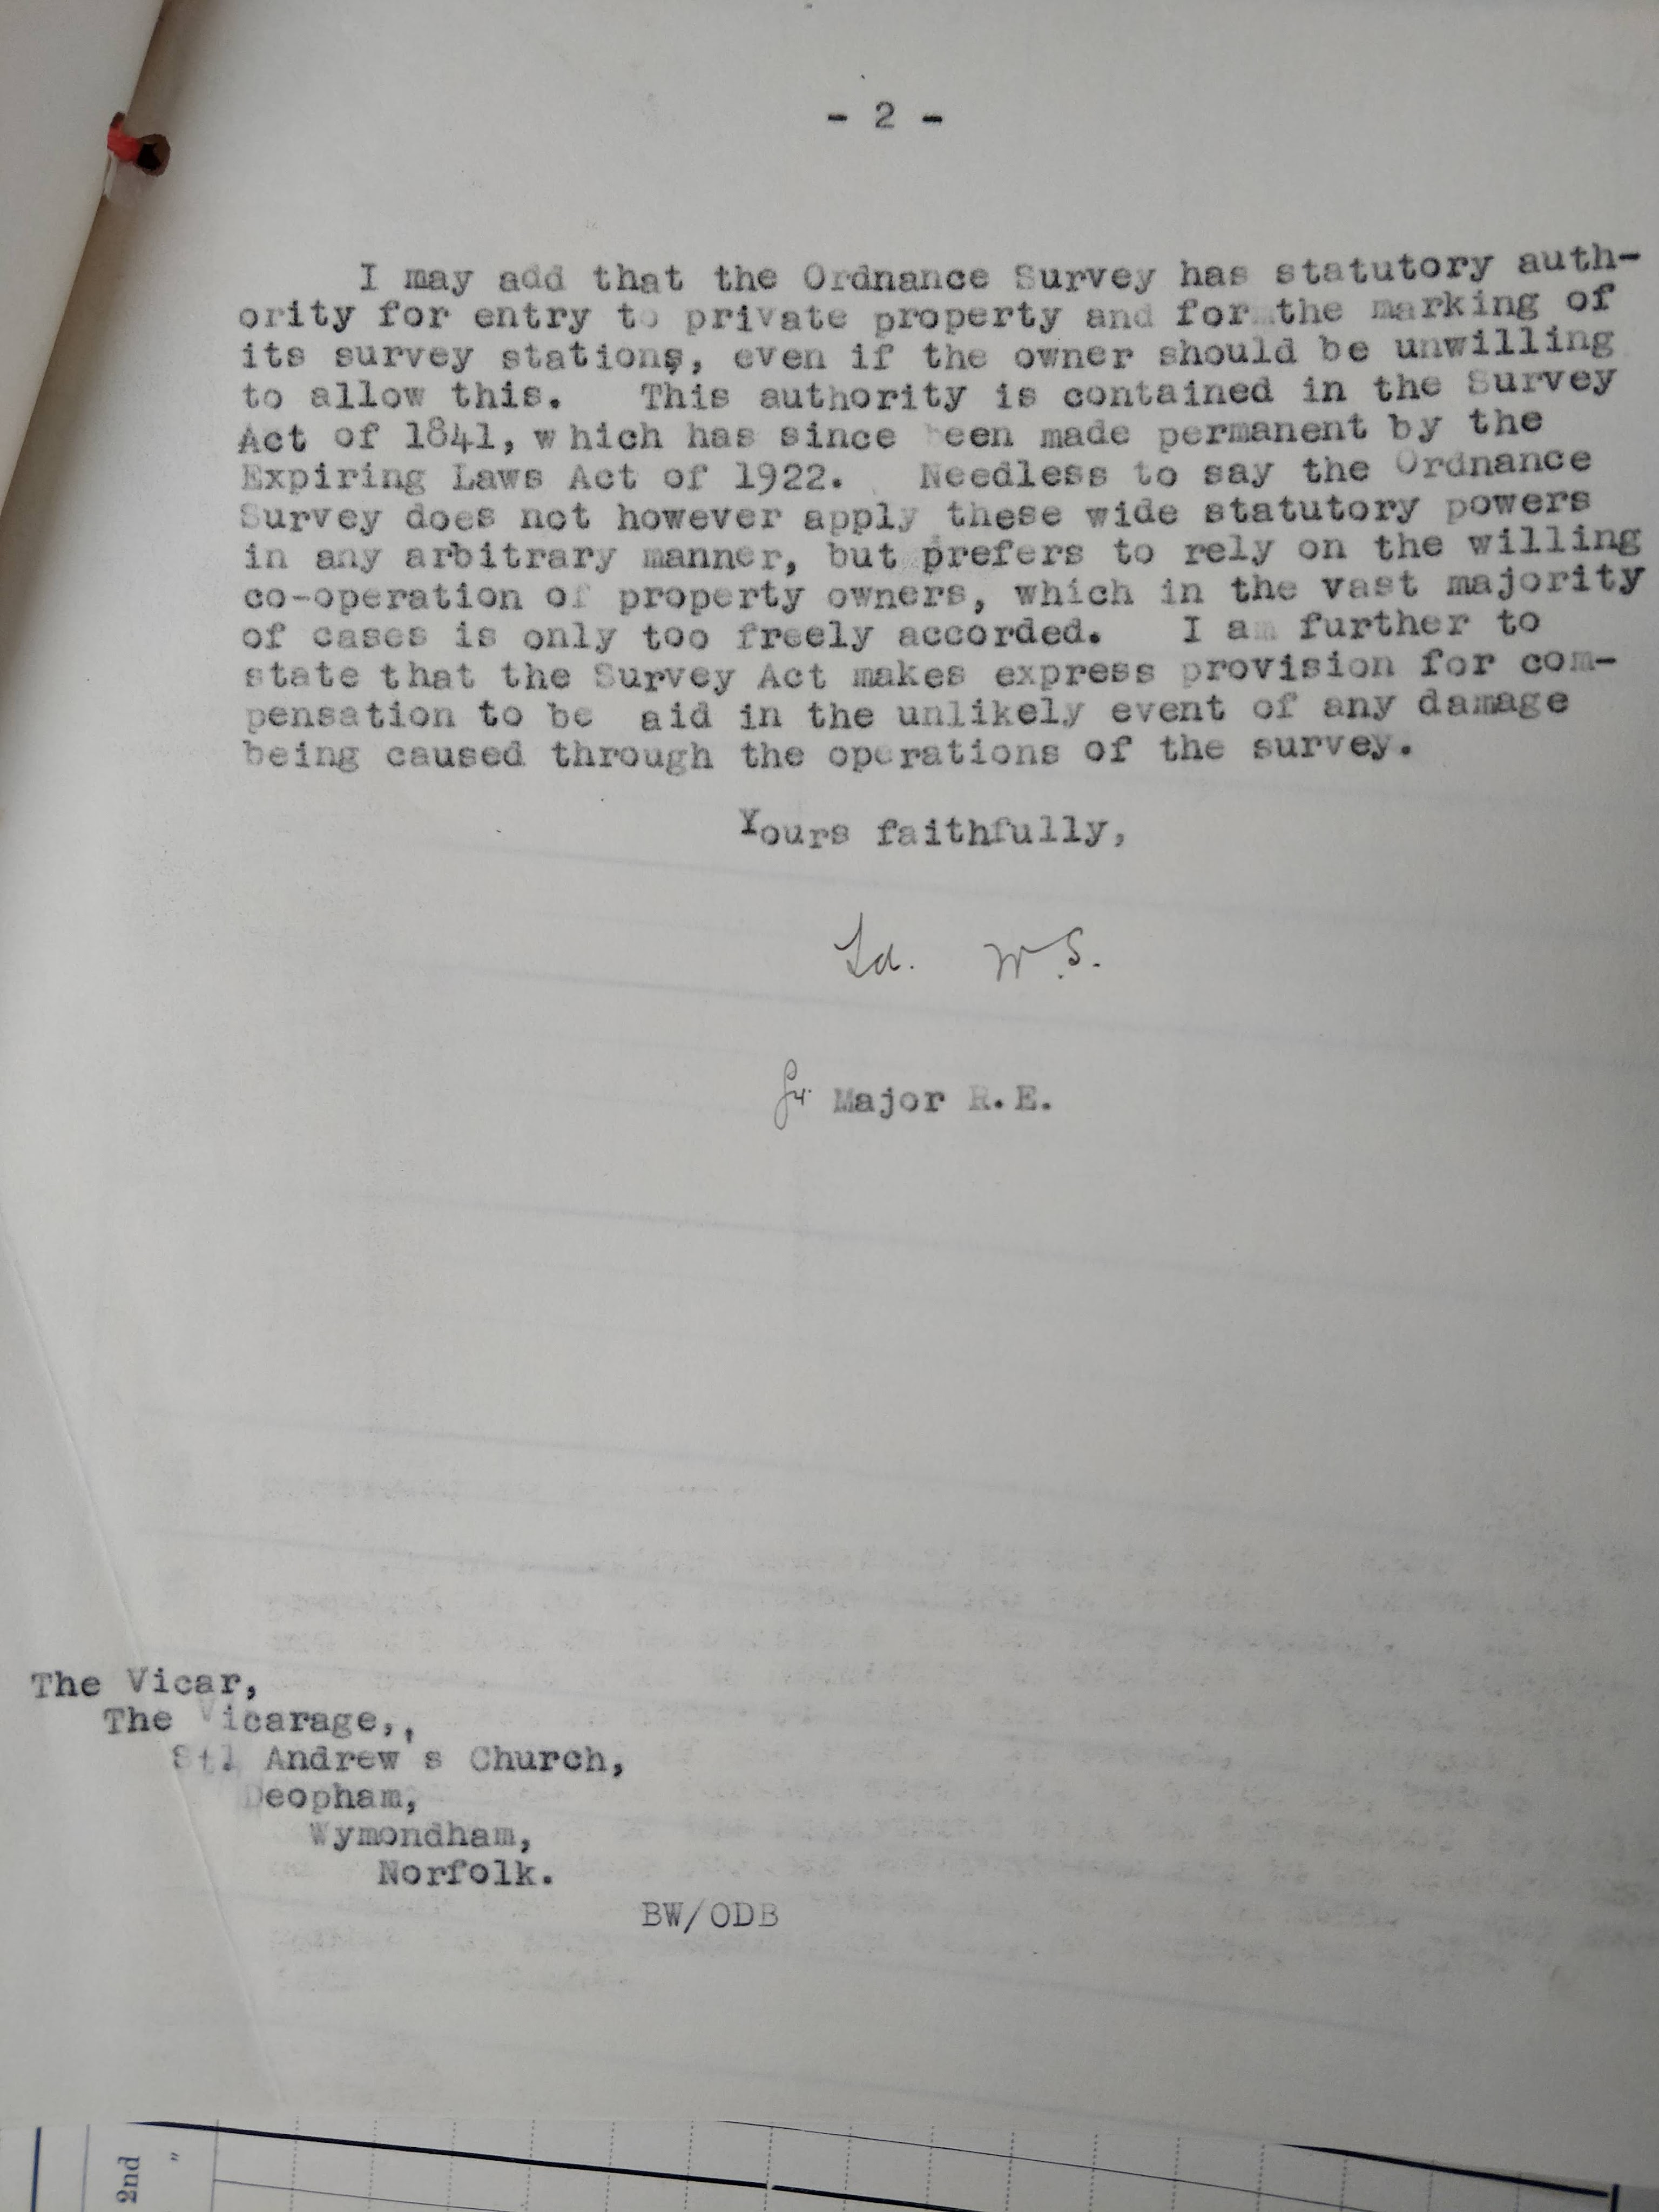 - 2 -
I may add that the Ordnance Survey has statutory auth-
ority for entry to private property and for the marking of
its survey stations, even if the owner should be unwilling
to allow this. This authority is contained in the Survey
Act of 1841, which has since been made permanent by the
Expiring Laws Act of 1922. Needless to say the Ordnance
Survey does not however apply these wide statutory powers
in any arbitrary manner, but prefers to rely on the willing
co-operation of property owners, which in the vast majority
of cases is only too freely accorded. I am further to
state that the Survey Act makes express provision for com-
pensation to be aid in the unlikely event of any damage
being caused through the operations of the survey.
Yours faithfully,
Sd. W.S.
for Major R.E.
The Vicar,
The Vicarage,,
Andrew s Church,
Deopham,
Wymondham,
Norfolk.
BW/ODB
2nd "